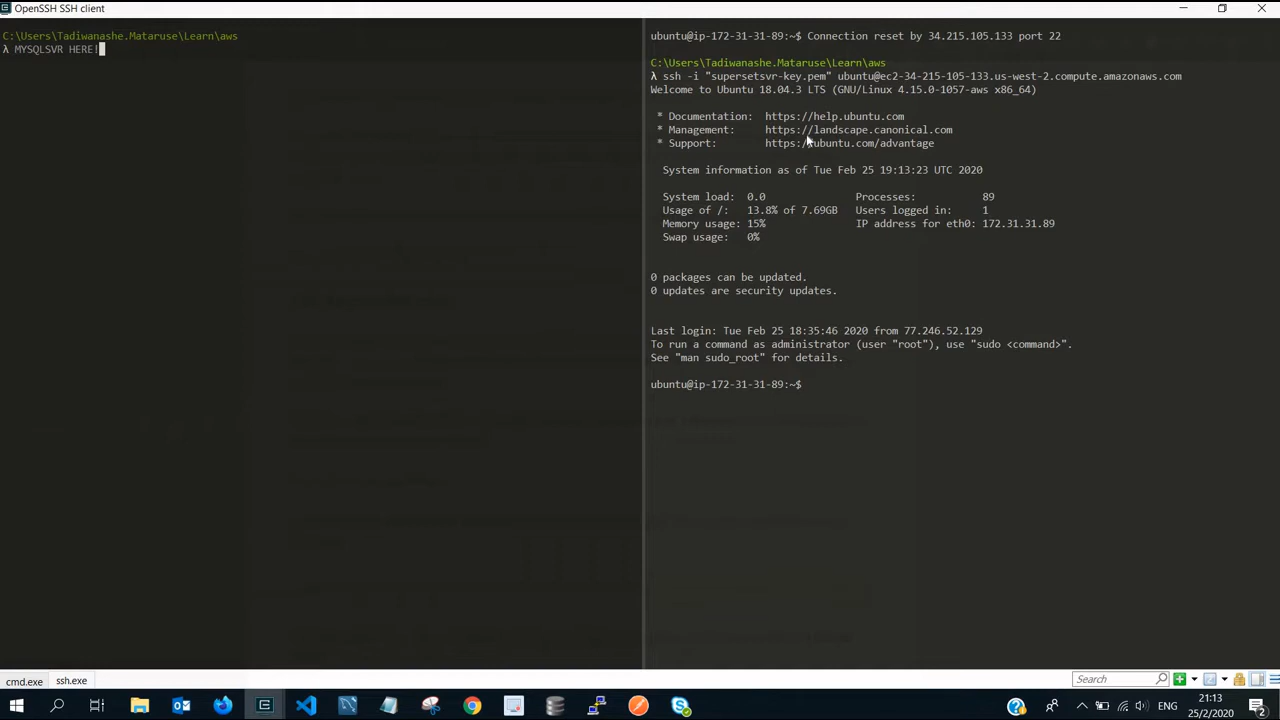 OpenSSH SSH client
C:\Users\Tadiwanashe.Mataruse\Learn\aws
λ MYSQLSVR HERE!
ubuntu@ip-172-31-31-89:~$ Connection reset by 34.215.105.133 port 22
C:\Users\Tadiwanashe.Mataruse\Learn\aws
λ ssh -i "supersetsvr-key.pem" ubuntu@ec2-34-215-105-133.us-west-2.compute.amazonaws.com
Welcome to Ubuntu 18.04.3 LTS (GNU/Linux 4.15.0-1057-aws x86_64)
* Documentation: https://help.ubuntu.com
* Management: https://landscape.canonical.com
* Support: https://ubuntu.com/advantage
System information as of Tue Feb 25 19:13:23 UTC 2020
System load: 0.0 Processes: 89
Usage of /: 13.8% of 7.69GB Users logged in: 1
Memory usage: 15% IP address for eth0: 172.31.31.89
Swap usage: 0%
0 packages can be updated.
0 updates are security updates.
Last login: Tue Feb 25 18:35:46 2020 from 77.246.52.129
To run a command as administrator (user "root"), use "sudo <command>".
See "man sudo_root" for details.
ubuntu@ip-172-31-31-89:~$
cmd.exe ssh.exe Search
ENG 21:13
25/2/2020